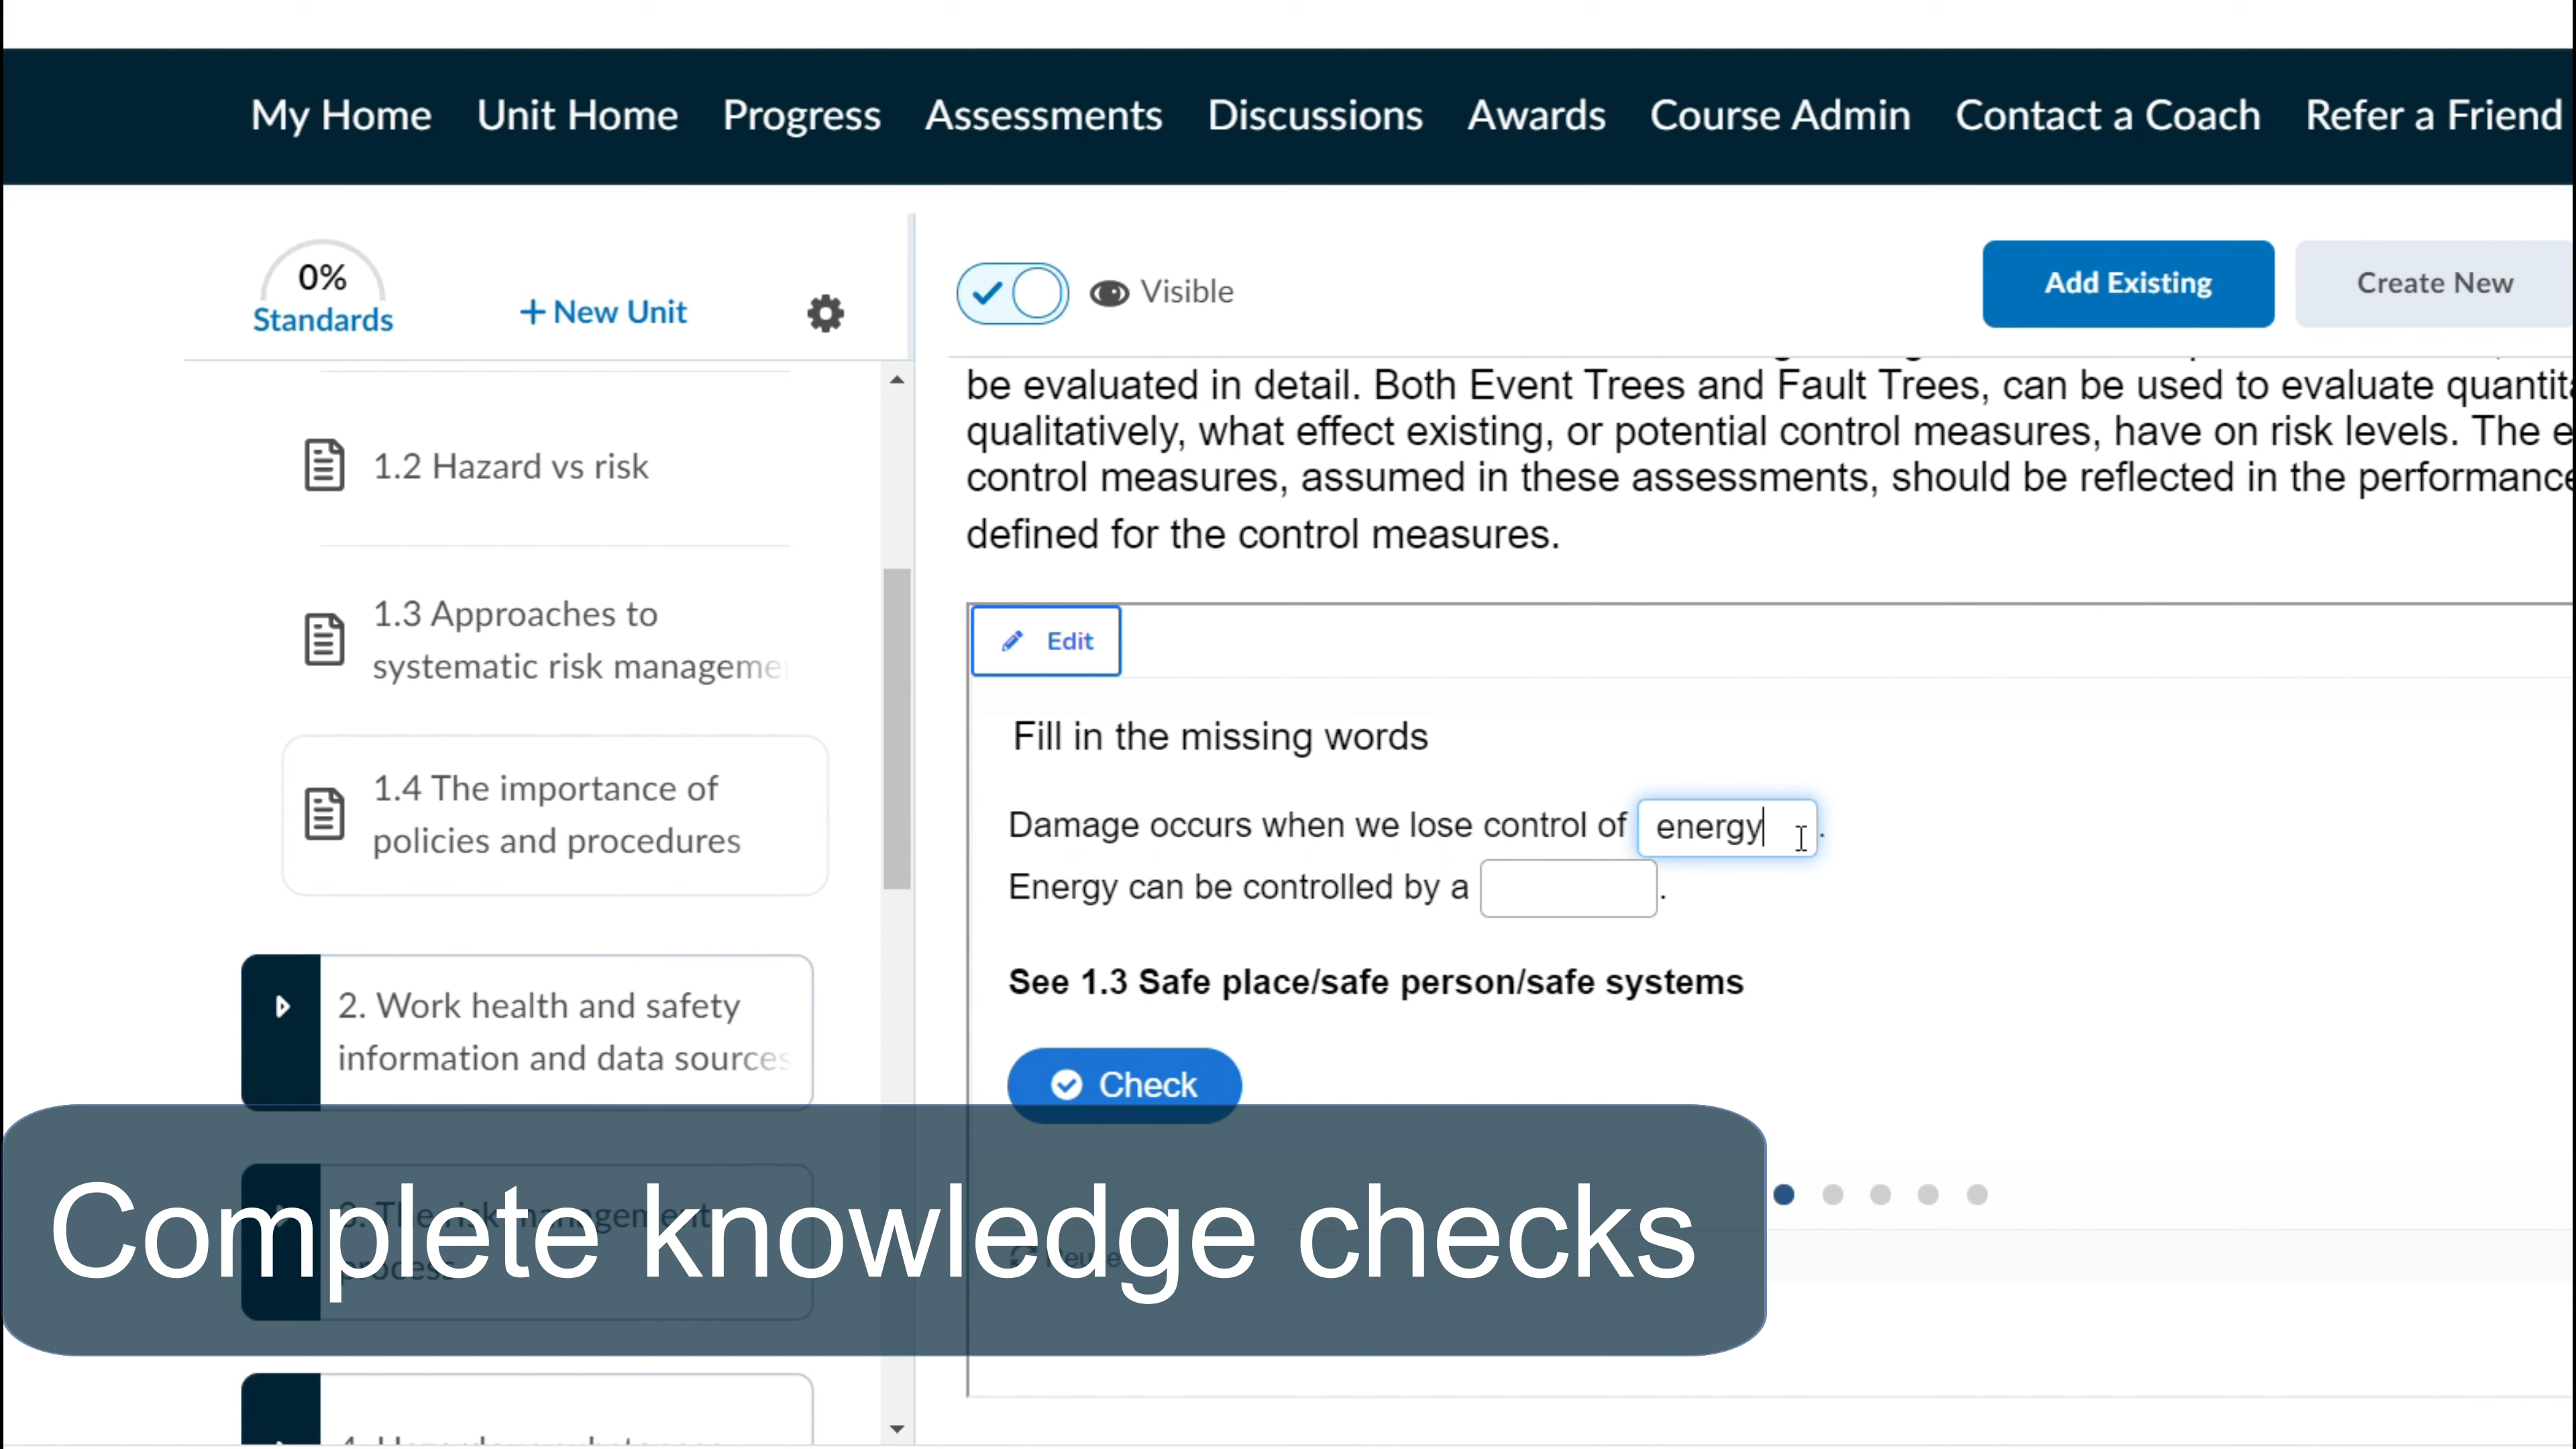 My Home Unit Home Progress Assessments Discussions Awards Course Admin Contact a Coach Refer a Friend
0%
Standards
+ New Unit
Visible
Add Existing
Create New
1.2 Hazard vs risk
1.3 Approaches to
systematic risk manageme
1.4 The importance of
policies and procedures
2. Work health and safety
information and data sources
3. The risk management
process
be evaluated in detail. Both Event Trees and Fault Trees, can be used to evaluate quantit
qualitatively, what effect existing, or potential control measures, have on risk levels. The e
control measures, assumed in these assessments, should be reflected in the performance
defined for the control measures.
Edit
Fill in the missing words
Damage occurs when we lose control of energy.
Energy can be controlled by a .
See 1.3 Safe place/safe person/safe systems
Check
Reuse
Complete knowledge checks